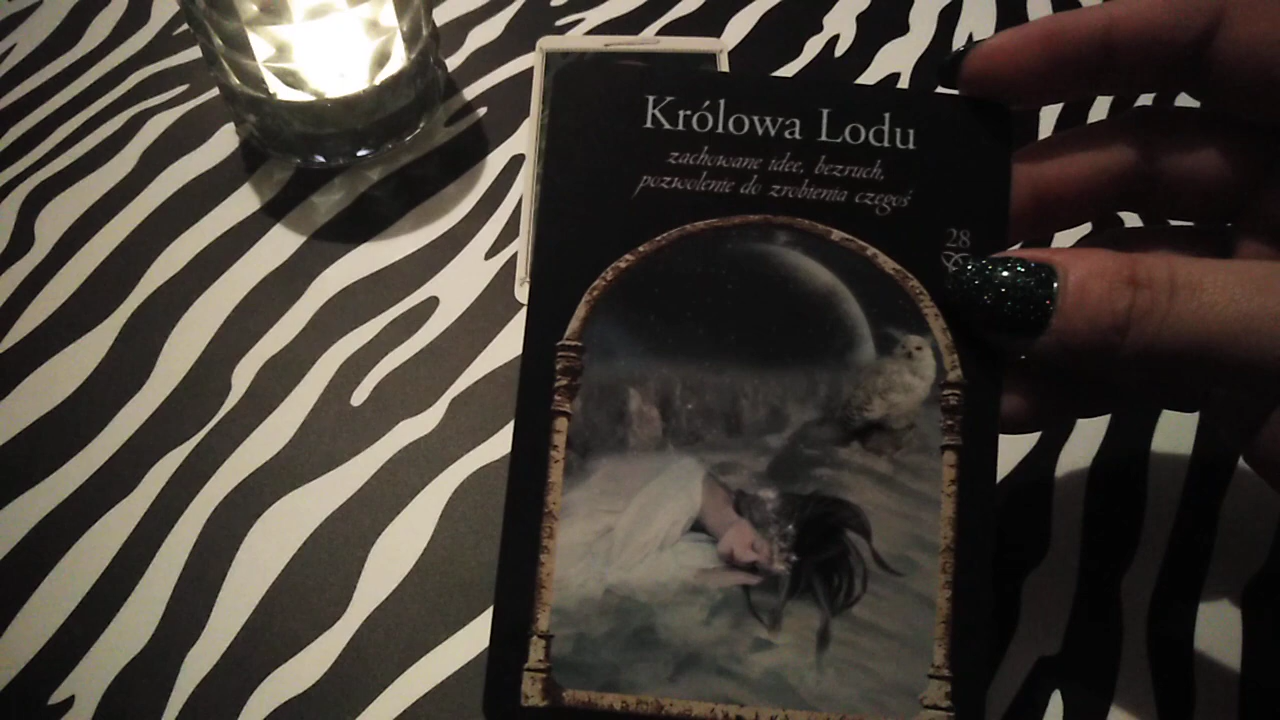 Królowa Lodu
zachowane idee, bezruch,
pozwolenie do zrobienia czegoś
28